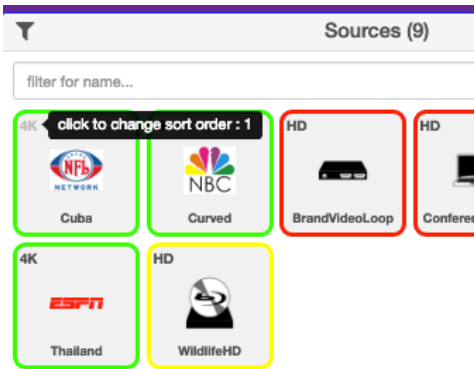 Sources (9)
filter for name...
4K click to change sort order : 1 HD HD
NFL
NETWORK
NBC
Cuba Curved BrandVideoLoop Conferen
4K HD
ESFT
Thailand WildlifeHD